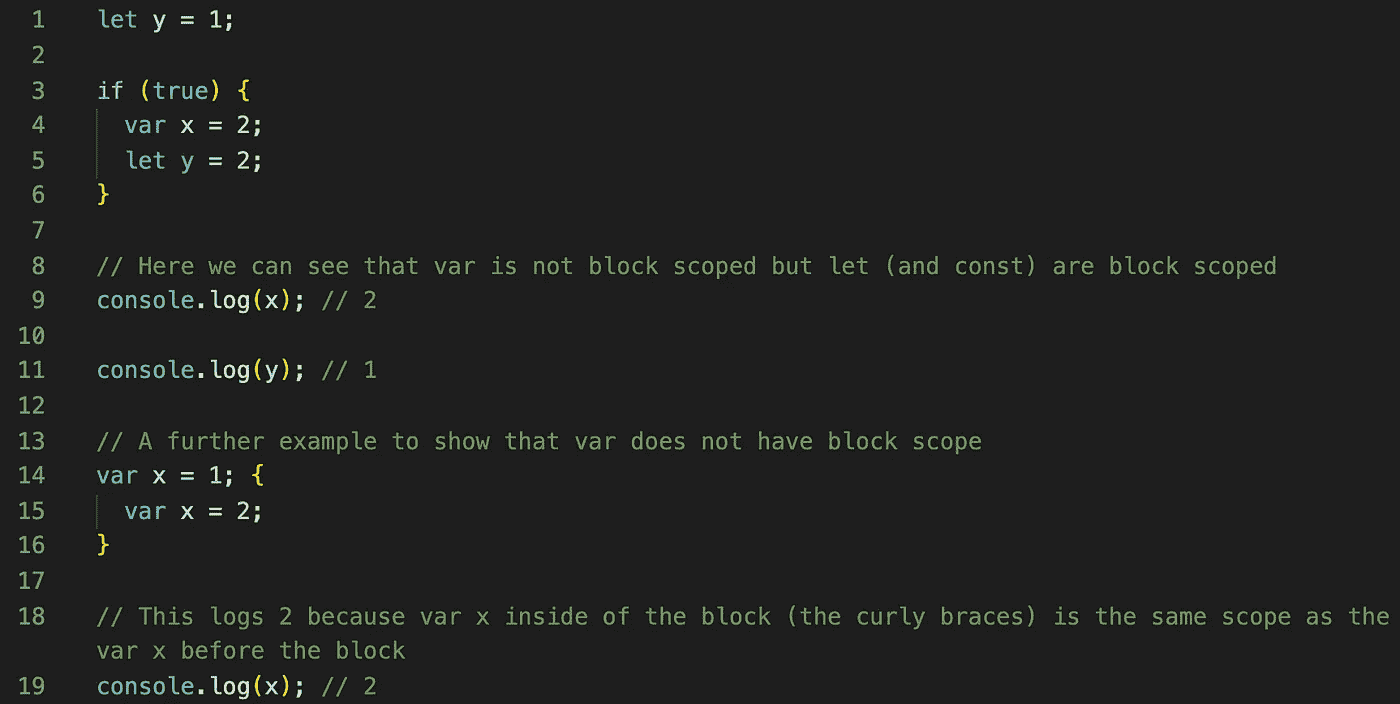 1 let y = 1;
2
3 if (true) {
4   var x = 2;
5   let y = 2;
6 }
7
8 // Here we can see that var is not block scoped but let (and const) are block scoped
9 console.log(x); // 2
10
11 console.log(y); // 1
12
13 // A further example to show that var does not have block scope
14 var x = 1; {
15   var x = 2;
16 }
17
18 // This logs 2 because var x inside of the block (the curly braces) is the same scope as the
var x before the block
19 console.log(x); // 2